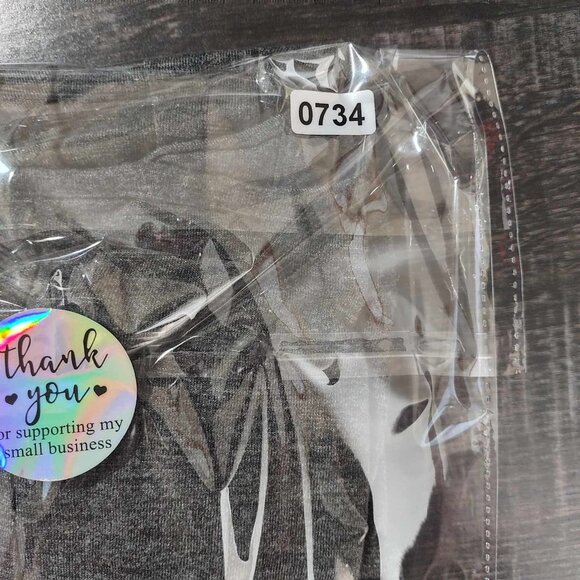 0734
thank
you
or supporting my
small business